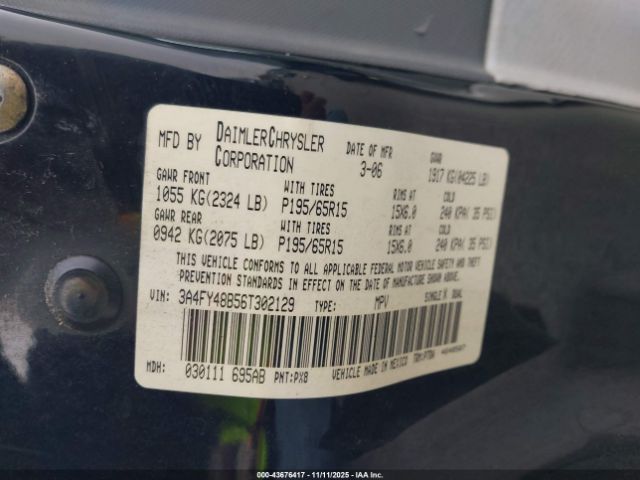 MFD BY DAIMLERCHRYSLER CORPORATION DATE OF MFR 3-06 GVWR 1917 KG(04225 LB)
GAWR FRONT WITH TIRES RIMS AT COLD
1055 KG(2324 LB) P195/65R15 15X6.0 240 KPA( 35 PSI)
GAWR REAR WITH TIRES RIMS AT COLD
0942 KG(2075 LB) P195/65R15 15X6.0 240 KPA( 35 PSI)
THIS VEHICLE CONFORMS TO ALL APPLICABLE FEDERAL MOTOR VEHICLE SAFETY AND THEFT
PREVENTION STANDARDS IN EFFECT ON THE DATE OF MANUFACTURE SHOWN ABOVE.
VIN: 3A4FY48B56T302129 TYPE: MPV SINGLE X DUAL
MDH: 030111 695AB PNT:PX8 VEHICLE MADE IN MEXICO
000-43676417 - 11/11/2025 - IAA Inc.